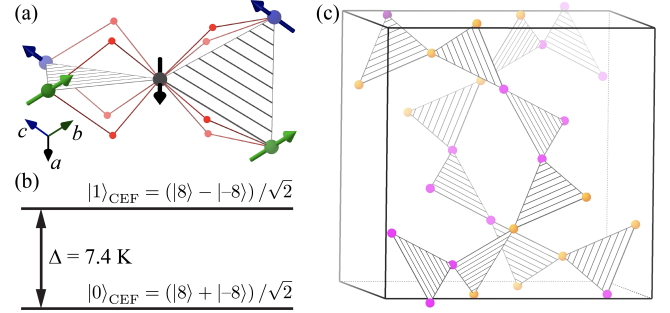 (a)
c
b
a
(b)
|1⟩CEF = (|8⟩ − |–8⟩) /√2
Δ = 7.4 K
|0⟩CEF = (|8⟩ + |–8⟩) /√2
(c)